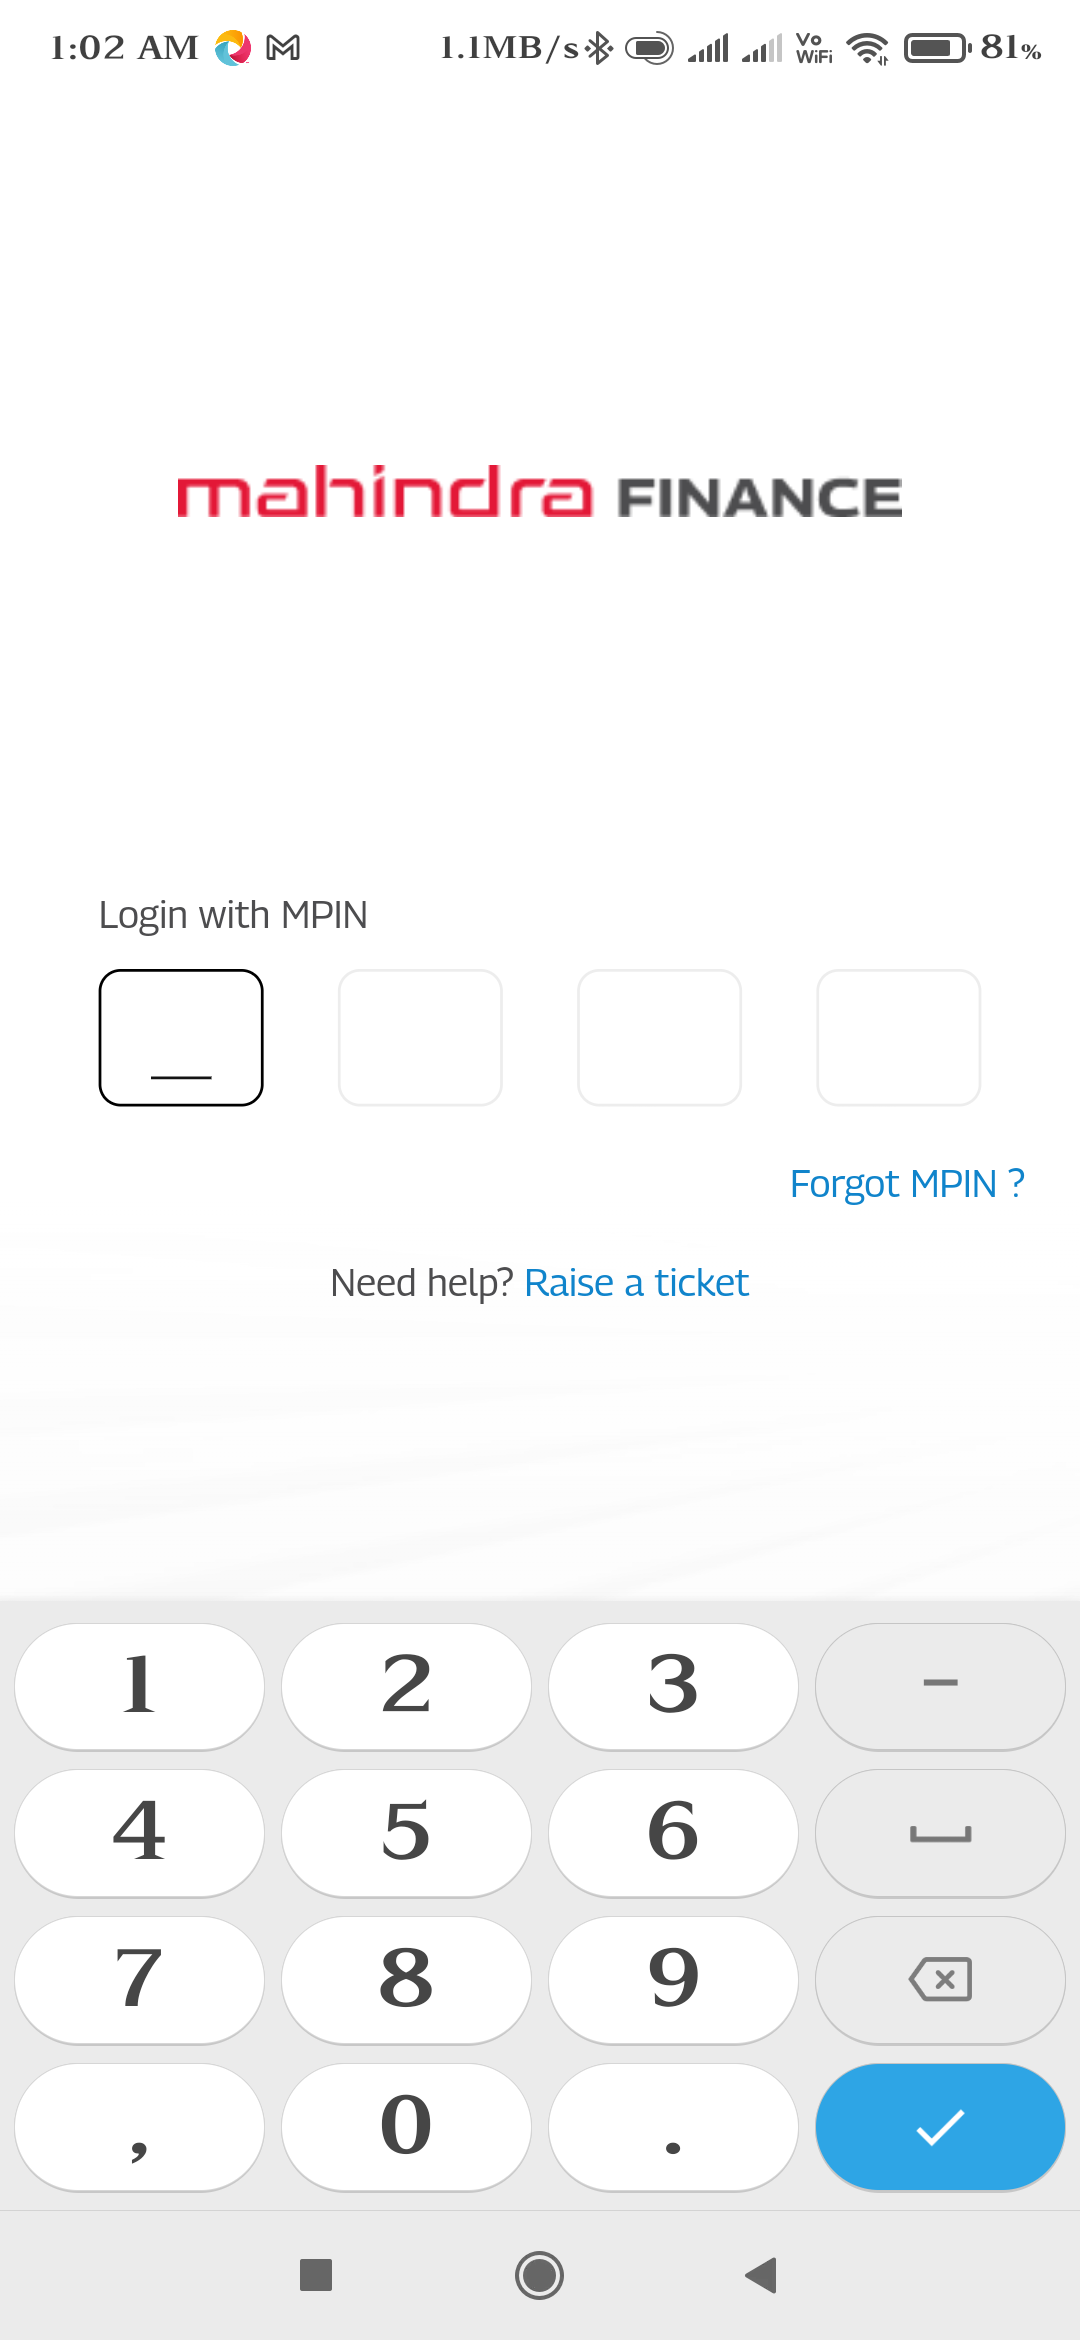 1:02 AM 1.1MB/s Vo WiFi 81%
mahindra FINANCE
Login with MPIN
Forgot MPIN ?
Need help? Raise a ticket
1 2 3 -
4 5 6
7 8 9
, 0 .